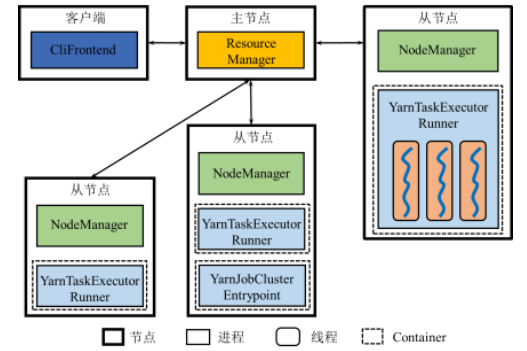 客户端
CliFrontend
主节点
Resource
Manager
从节点
NodeManager
YarnTaskExecutor
Runner
从节点
NodeManager
YarnTaskExecutor
Runner
从节点
NodeManager
YarnTaskExecutor
Runner
YarnJobCluster
Entrypoint
节点
进程
线程
Container